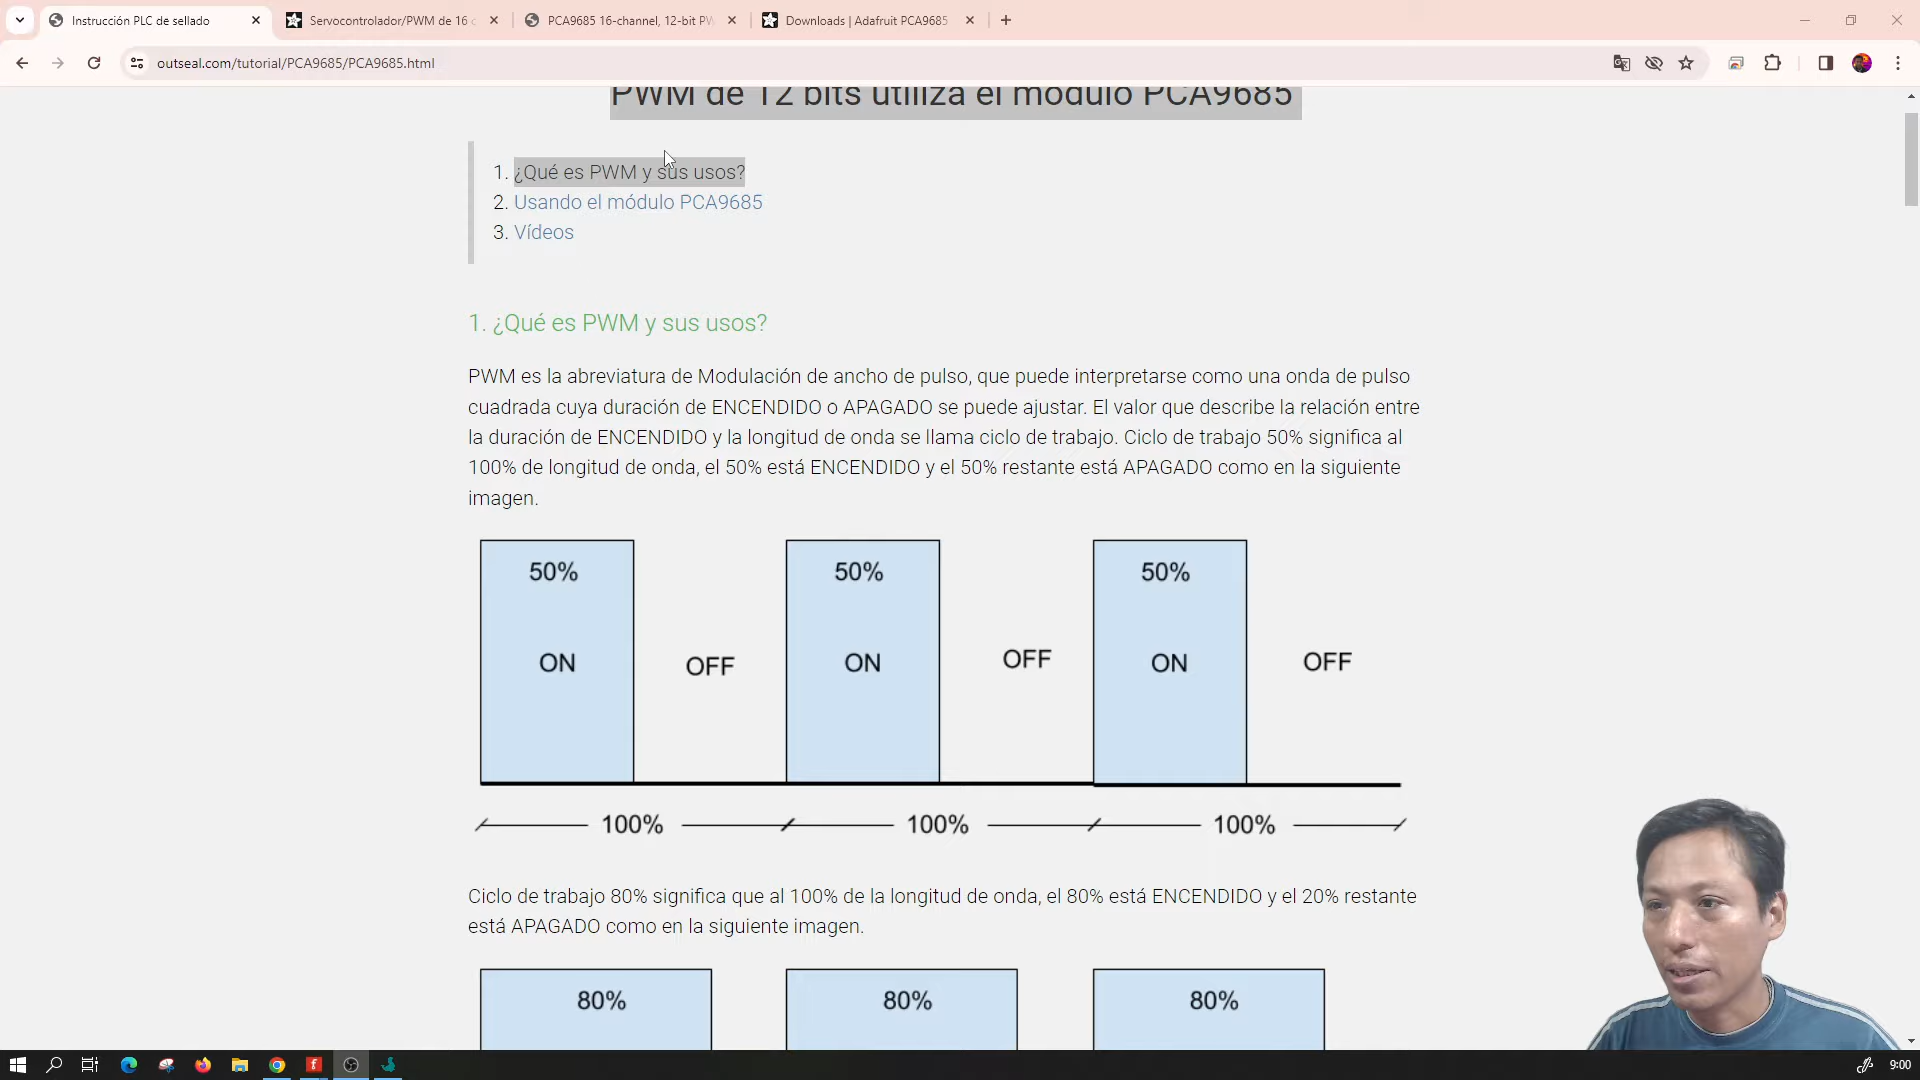 Instrucción PLC de sellado
Servocontrolador/PWM de 16 c
PCA9685 16-channel, 12-bit PW
Downloads | Adafruit PCA9685
outseal.com/tutorial/PCA9685/PCA9685.html
PWM de 12 bits utiliza el módulo PCA9685
1. ¿Qué es PWM y sus usos?
2. Usando el módulo PCA9685
3. Vídeos
1. ¿Qué es PWM y sus usos?
PWM es la abreviatura de Modulación de ancho de pulso, que puede interpretarse como una onda de pulso
cuadrada cuya duración de ENCENDIDO o APAGADO se puede ajustar. El valor que describe la relación entre
la duración de ENCENDIDO y la longitud de onda se llama ciclo de trabajo. Ciclo de trabajo 50% significa al
100% de longitud de onda, el 50% está ENCENDIDO y el 50% restante está APAGADO como en la siguiente
imagen.
50% 50% 50%
ON OFF ON OFF ON OFF
100% 100% 100%
Ciclo de trabajo 80% significa que al 100% de la longitud de onda, el 80% está ENCENDIDO y el 20% restante
está APAGADO como en la siguiente imagen.
80% 80% 80%
9:00